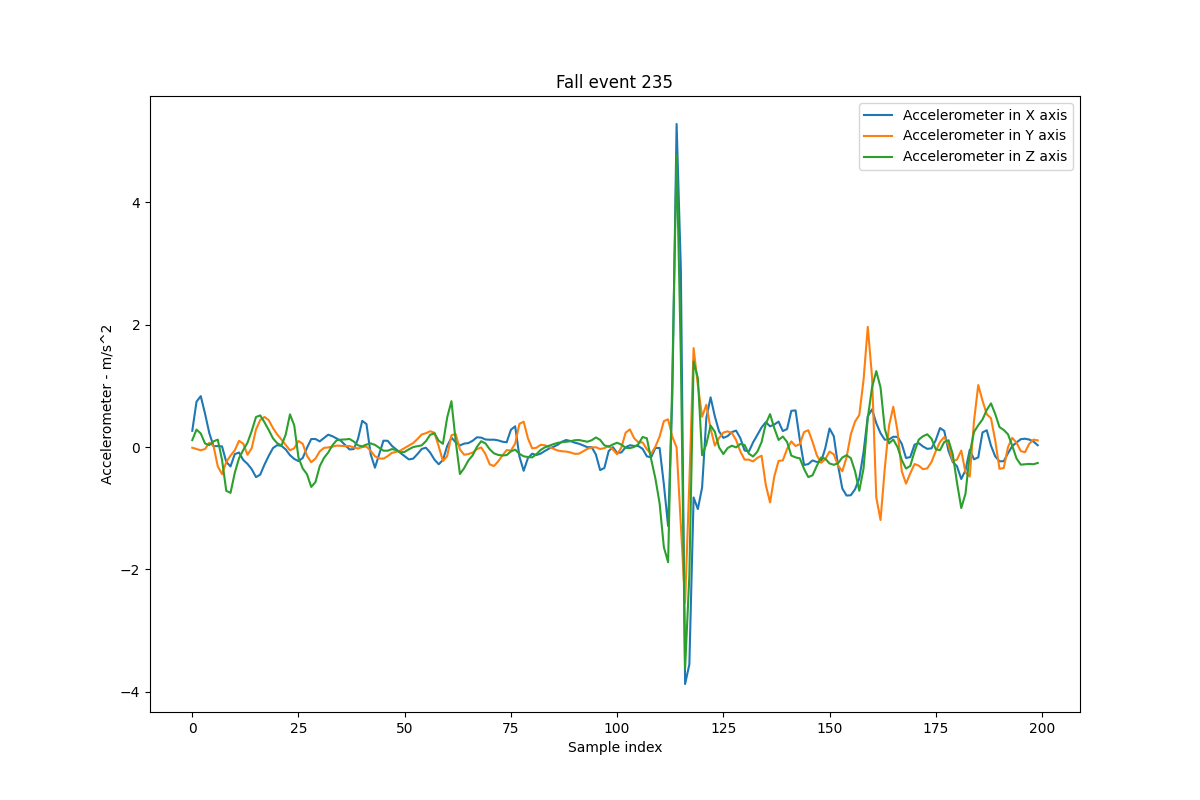 Fall event 235
Accelerometer in X axis
Accelerometer in Y axis
Accelerometer in Z axis
Accelerometer - m/s^2
4
2
0
−2
−4
0 25 50 75 100 125 150 175 200
Sample index